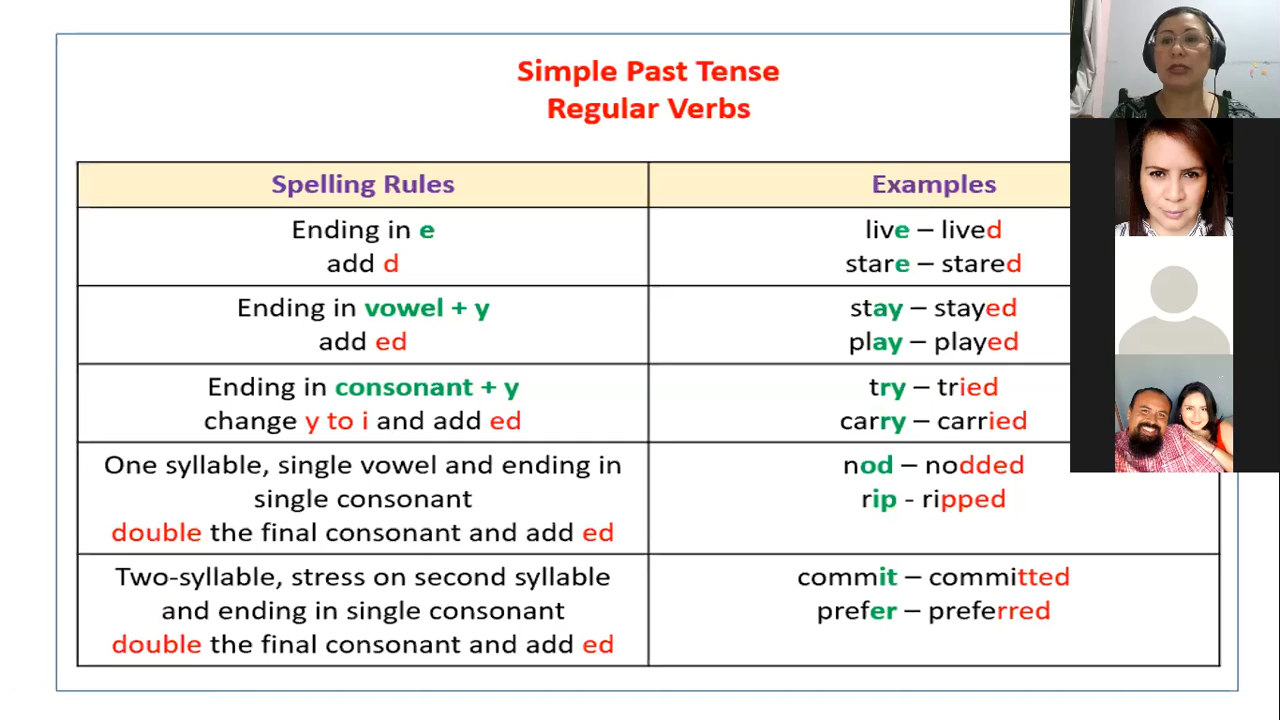 Simple Past Tense
Regular Verbs
Spelling Rules
Examples
Ending in e
add d
live – lived
stare – stared
Ending in vowel + y
add ed
stay – stayed
play – played
Ending in consonant + y
change y to i and add ed
try – tried
carry – carried
One syllable, single vowel and ending in
single consonant
double the final consonant and add ed
nod – nodded
rip - ripped
Two-syllable, stress on second syllable
and ending in single consonant
double the final consonant and add ed
commit – committed
prefer – preferred